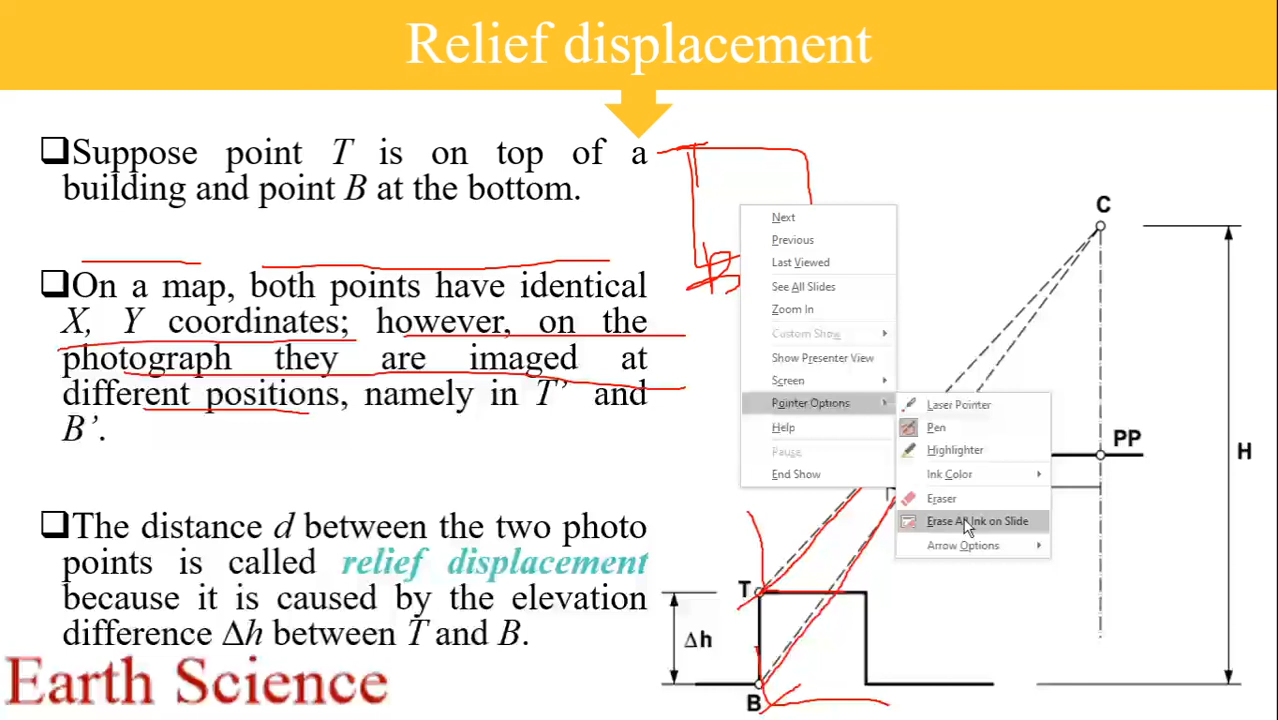 Relief displacement
❑Suppose point T is on top of a
building and point B at the bottom.
❑On a map, both points have identical
X, Y coordinates; however, on the
photograph they are imaged at
different positions, namely in T’ and
B’.
❑The distance d between the two photo
points is called relief displacement
because it is caused by the elevation
difference Δh between T and B.
Earth Science
T
B
Next
Previous
Last Viewed
See All Slides
Zoom In
Custom Show
Show Presenter View
Screen
Pointer Options
Help
Pause
End Show
Laser Pointer
Pen
Highlighter
Ink Color
Eraser
Erase All Ink on Slide
Arrow Options
C
PP
H
T
Δh
B